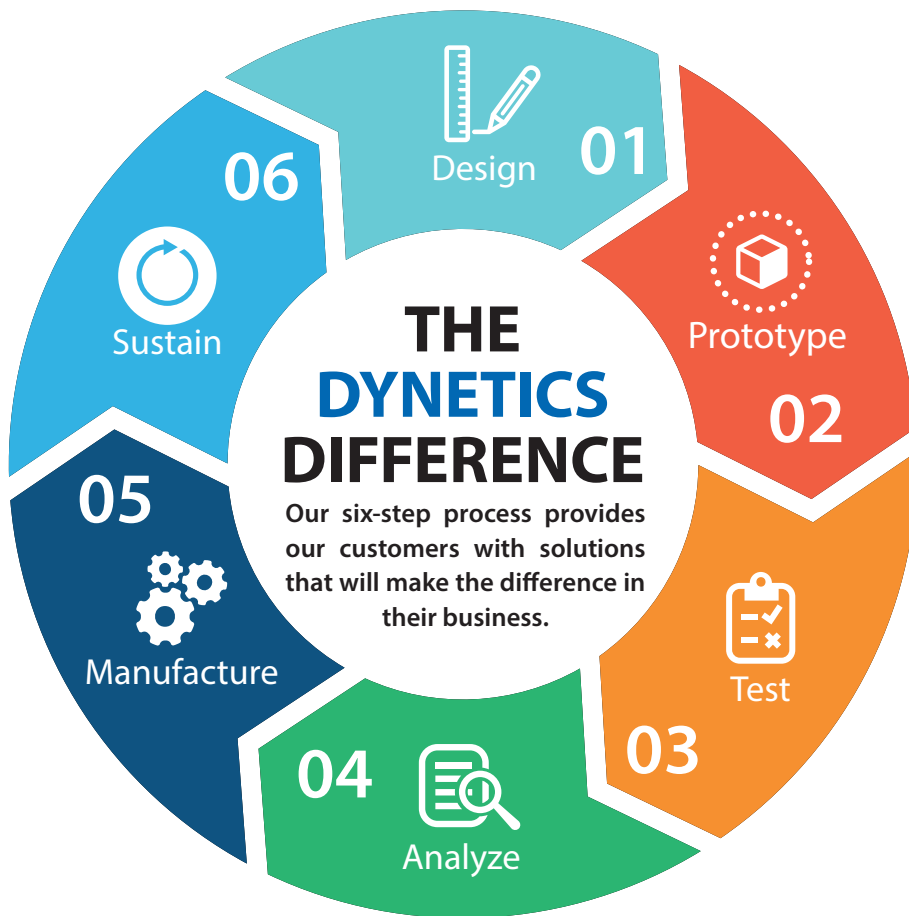 THE
DYNETICS
DIFFERENCE
Our six-step process provides
our customers with solutions
that will make the difference in
their business.
01
Design
02
Prototype
03
Test
04
Analyze
05
Manufacture
06
Sustain